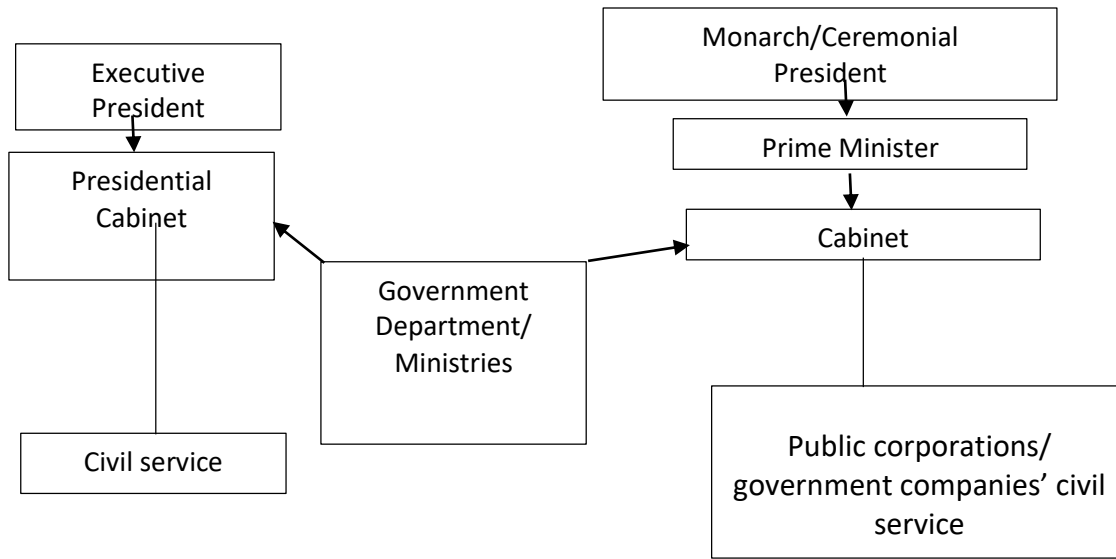 Executive
President
Presidential
Cabinet
Civil service
Government
Department/
Ministries
Monarch/Ceremonial
President
Prime Minister
Cabinet
Public corporations/
government companies’ civil
service